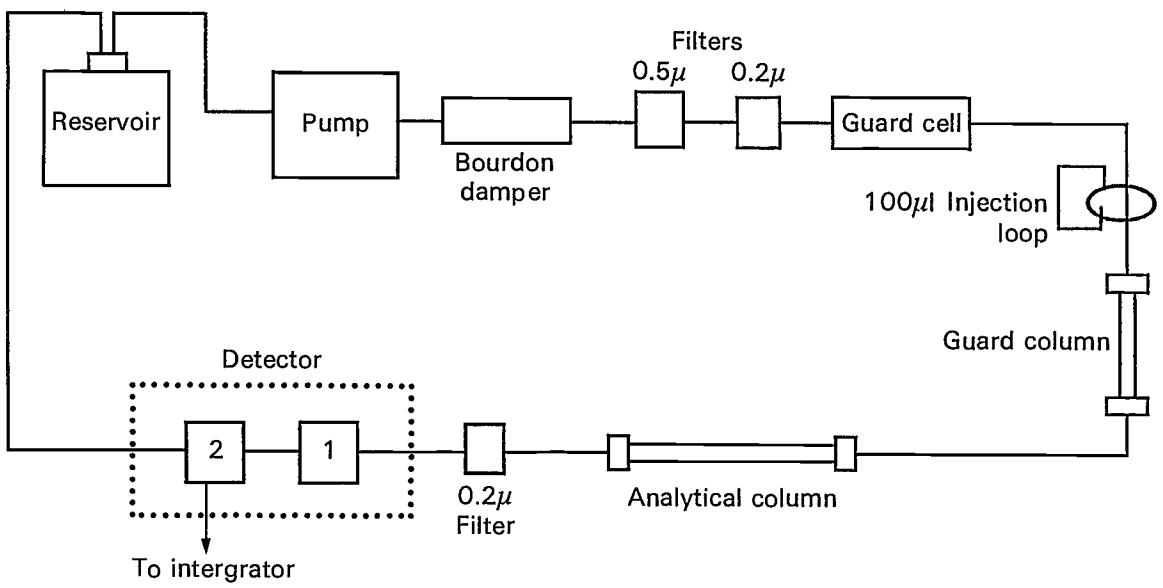 Filters
0.5μ 0.2μ
Reservoir
Pump
Guard cell
Bourdon
damper
100μl Injection
loop
Guard column
Detector
2
1
0.2μ
Filter
Analytical column
To intergrator